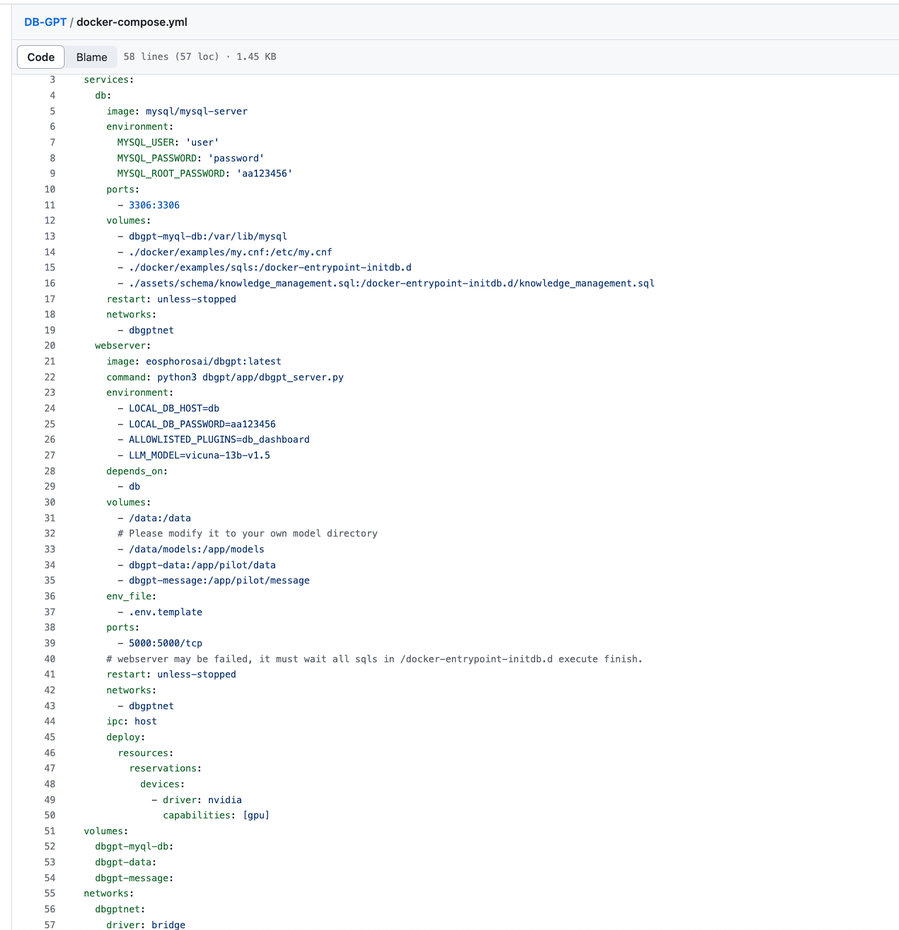 DB-GPT / docker-compose.yml
Code Blame 58 lines (57 loc) · 1.45 KB
3 services:
4 db:
5 image: mysql/mysql-server
6 environment:
7 MYSQL_USER: 'user'
8 MYSQL_PASSWORD: 'password'
9 MYSQL_ROOT_PASSWORD: 'aa123456'
10 ports:
11 - 3306:3306
12 volumes:
13 - dbgpt-myql-db:/var/lib/mysql
14 - ./docker/examples/my.cnf:/etc/my.cnf
15 - ./docker/examples/sqls:/docker-entrypoint-initdb.d
16 - ./assets/schema/knowledge_management.sql:/docker-entrypoint-initdb.d/knowledge_management.sql
17 restart: unless-stopped
18 networks:
19 - dbgptnet
20 webserver:
21 image: eosphorosai/dbgpt:latest
22 command: python3 dbgpt/app/dbgpt_server.py
23 environment:
24 - LOCAL_DB_HOST=db
25 - LOCAL_DB_PASSWORD=aa123456
26 - ALLOWLISTED_PLUGINS=db_dashboard
27 - LLM_MODEL=vicuna-13b-v1.5
28 depends_on:
29 - db
30 volumes:
31 - /data:/data
32 # Please modify it to your own model directory
33 - /data/models:/app/models
34 - dbgpt-data:/app/pilot/data
35 - dbgpt-message:/app/pilot/message
36 env_file:
37 - .env.template
38 ports:
39 - 5000:5000/tcp
40 # webserver may be failed, it must wait all sqls in /docker-entrypoint-initdb.d execute finish.
41 restart: unless-stopped
42 networks:
43 - dbgptnet
44 ipc: host
45 deploy:
46 resources:
47 reservations:
48 devices:
49 - driver: nvidia
50 capabilities: [gpu]
51 volumes:
52 dbgpt-myql-db:
53 dbgpt-data:
54 dbgpt-message:
55 networks:
56 dbgptnet:
57 driver: bridge